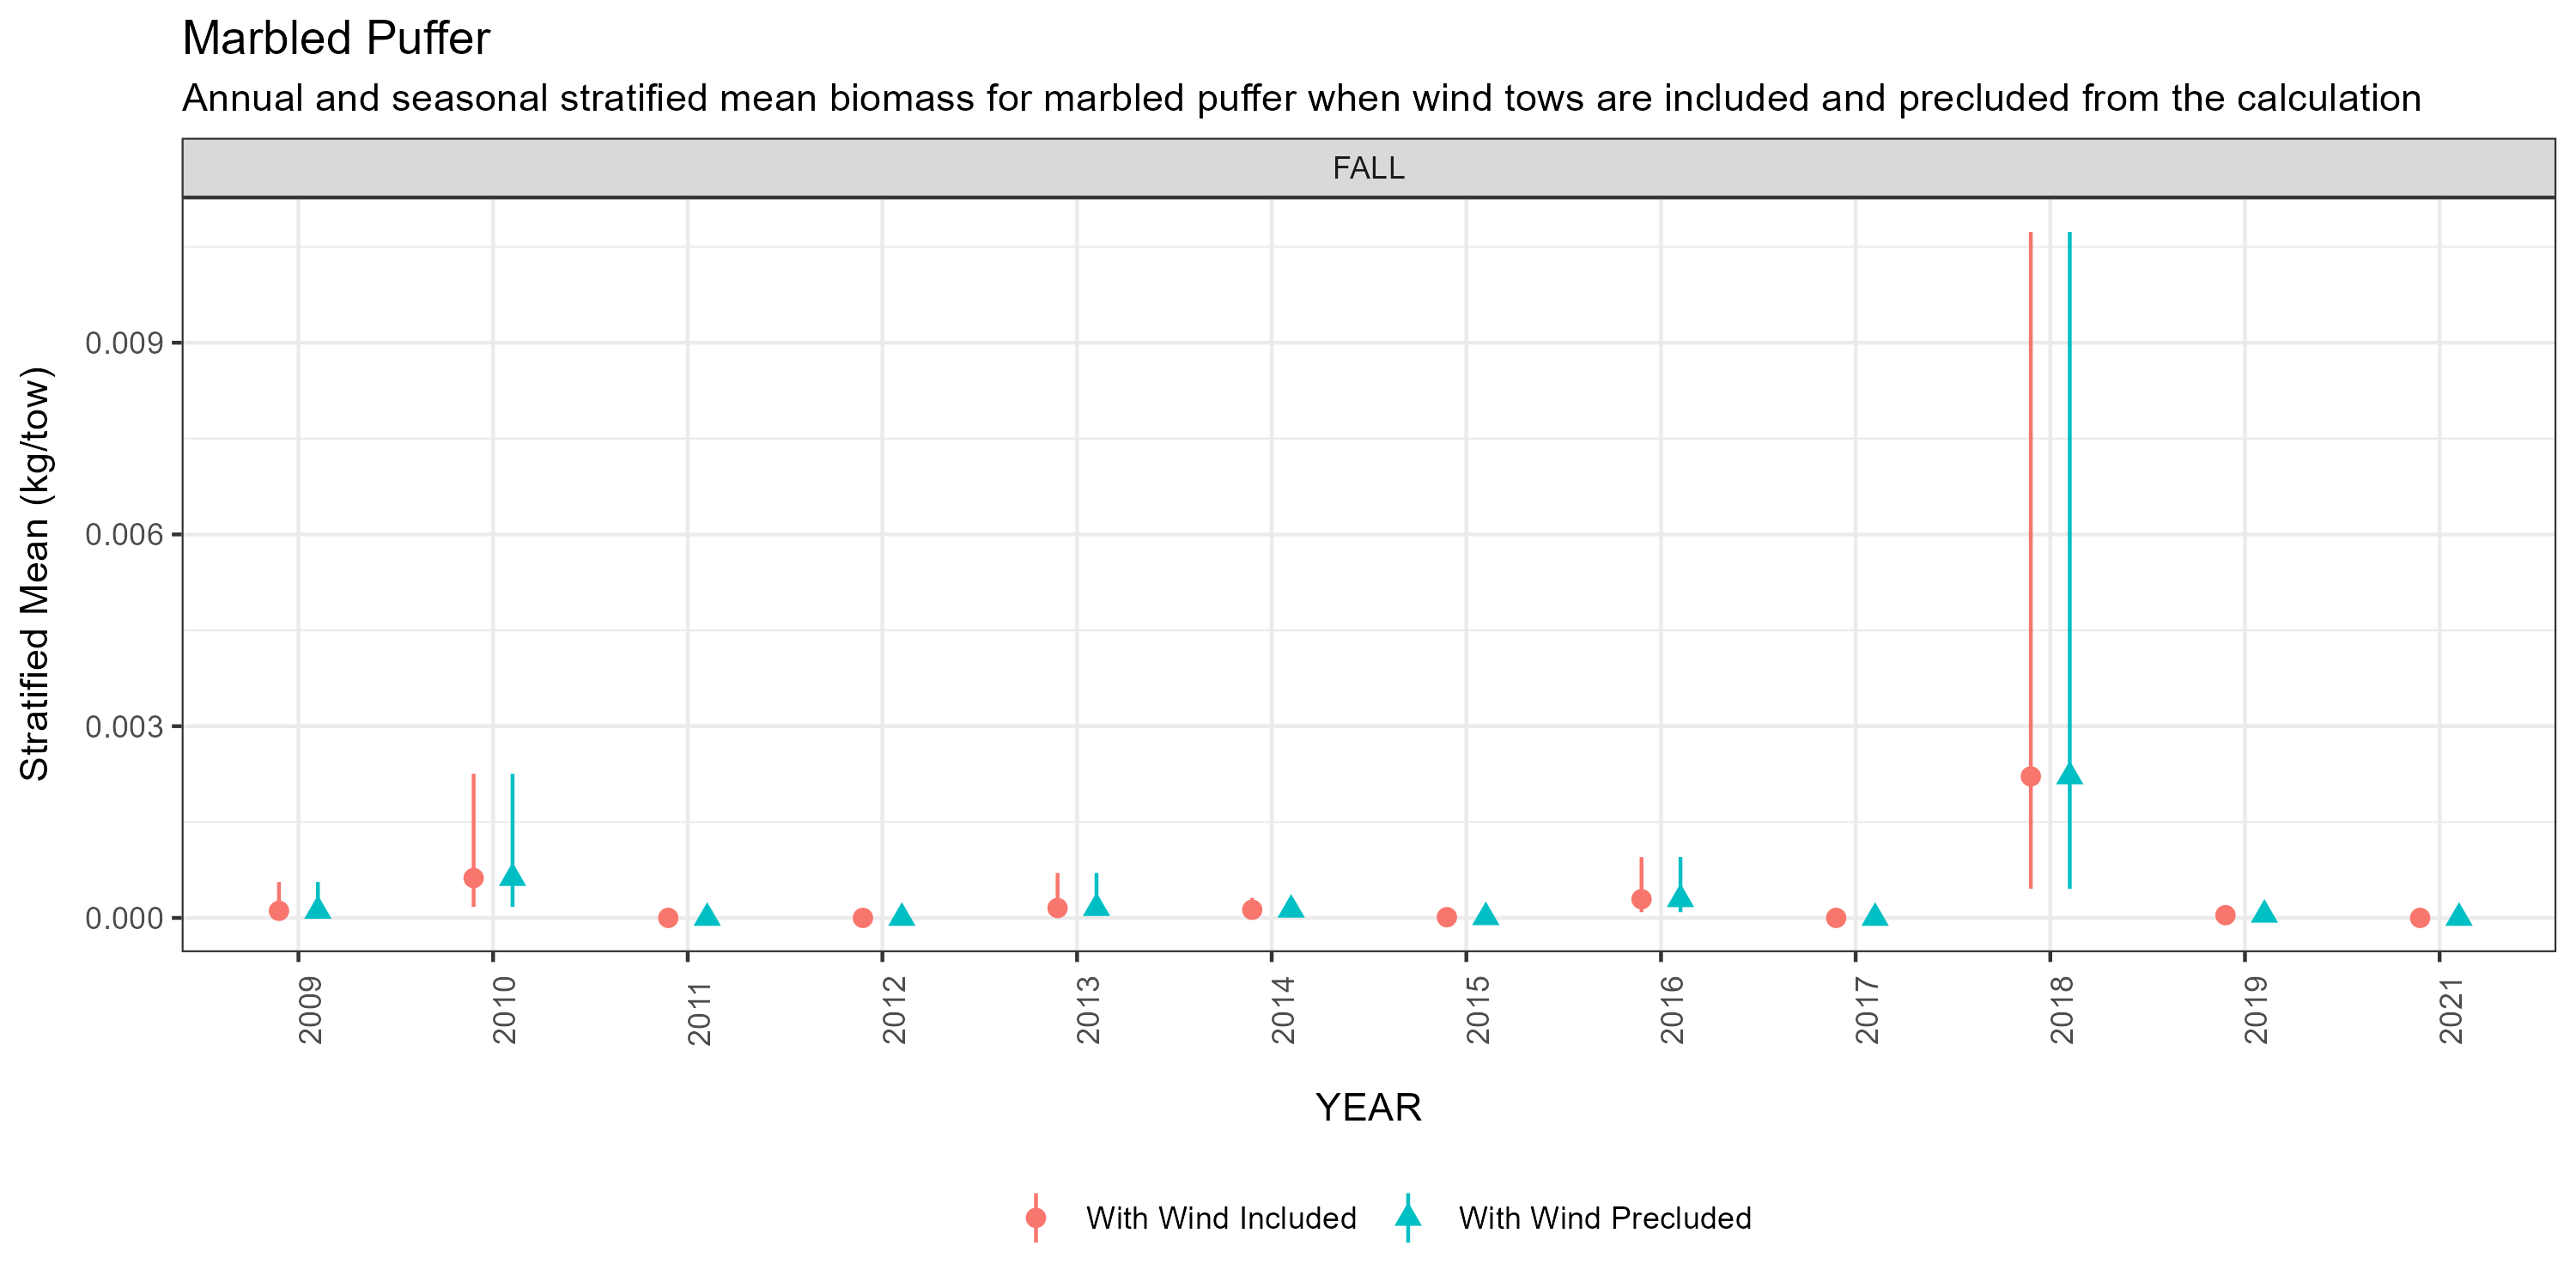 Marbled Puffer
Annual and seasonal stratified mean biomass for marbled puffer when wind tows are included and precluded from the calculation
FALL
Stratified Mean (kg/tow)
0.009
0.006
0.003
0.000
2009
2010
2011
2012
2013
2014
2015
2016
2017
2018
2019
2021
YEAR
With Wind Included
With Wind Precluded